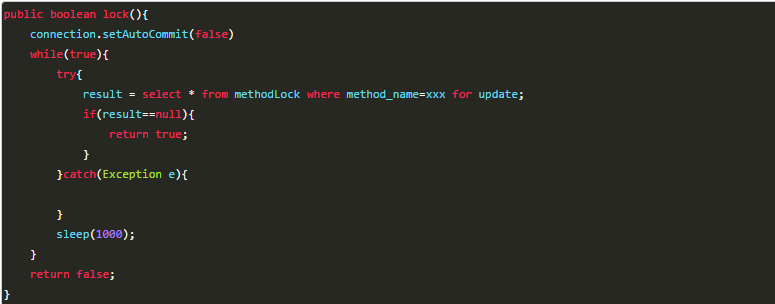 public boolean lock(){
    connection.setAutoCommit(false)
    while(true){
        try{
            result = select * from methodLock where method_name=xxx for update;
            if(result==null){
                return true;
            }
        }catch(Exception e){

        }
        sleep(1000);
    }
    return false;
}